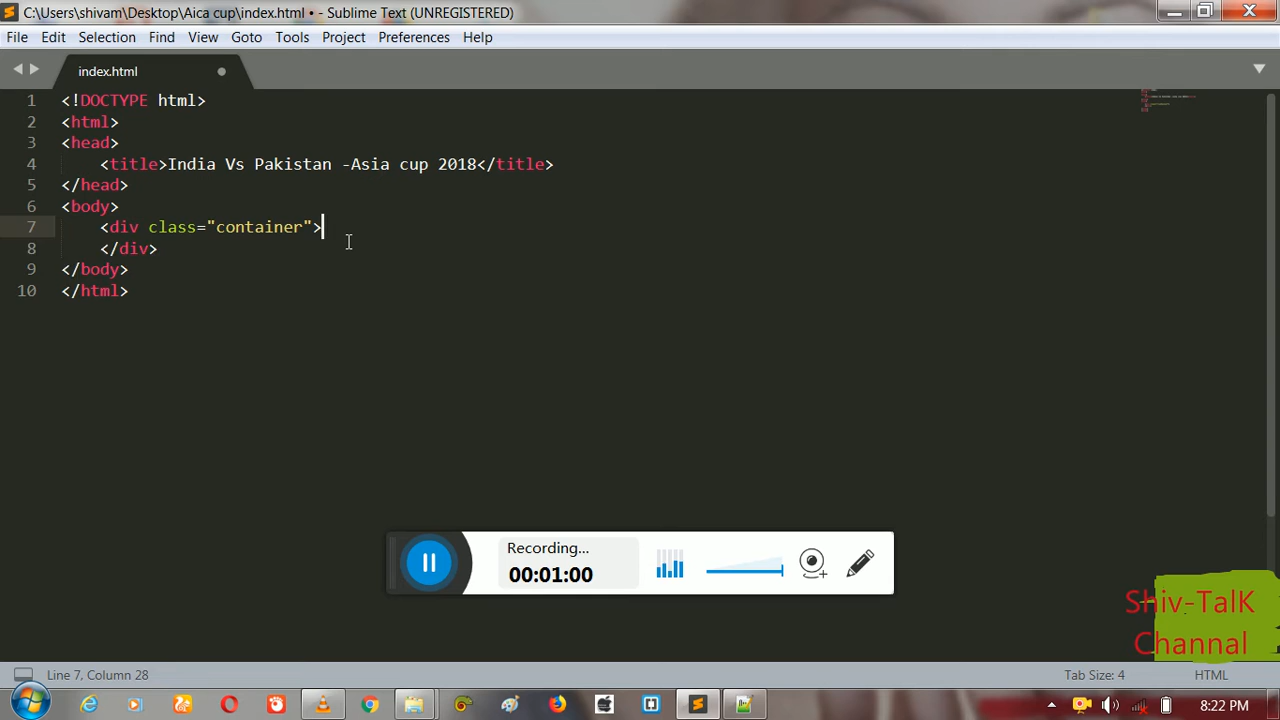 C:\Users\shivam\Desktop\Aica cup\index.html • - Sublime Text (UNREGISTERED)
File Edit Selection Find View Goto Tools Project Preferences Help
index.html
1 <!DOCTYPE html>
2 <html>
3 <head>
4 <title>India Vs Pakistan -Asia cup 2018</title>
5 </head>
6 <body>
7 <div class="container">
8 </div>
9 </body>
10 </html>
Recording...
00:01:00
Shiv-TalK
Channal
Line 7, Column 28 Tab Size: 4 HTML
8:22 PM